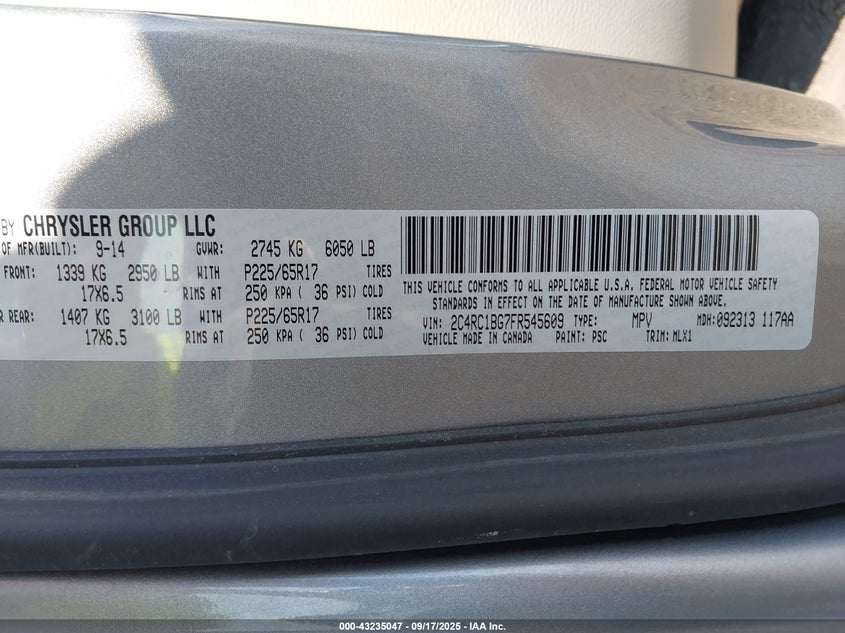 BY CHRYSLER GROUP LLC
OF MFR(BUILT): 9-14 GVWR: 2745 KG 6050 LB
FRONT: 1339 KG 2950 LB WITH P225/65R17 TIRES
17X6.5 RIMS AT 250 KPA ( 36 PSI) COLD
REAR: 1407 KG 3100 LB WITH P225/65R17 TIRES
17X6.5 RIMS AT 250 KPA ( 36 PSI) COLD
THIS VEHICLE CONFORMS TO ALL APPLICABLE U.S.A. FEDERAL MOTOR VEHICLE SAFETY
STANDARDS IN EFFECT ON THE DATE OF MANUFACTURE SHOWN ABOVE.
VIN: 2C4RC1BG7FR545609 TYPE: MPV MDH:092313 117AA
VEHICLE MADE IN CANADA PAINT: PSC TRIM: MLX1
000-43235047 - 09/17/2025 - IAA Inc.